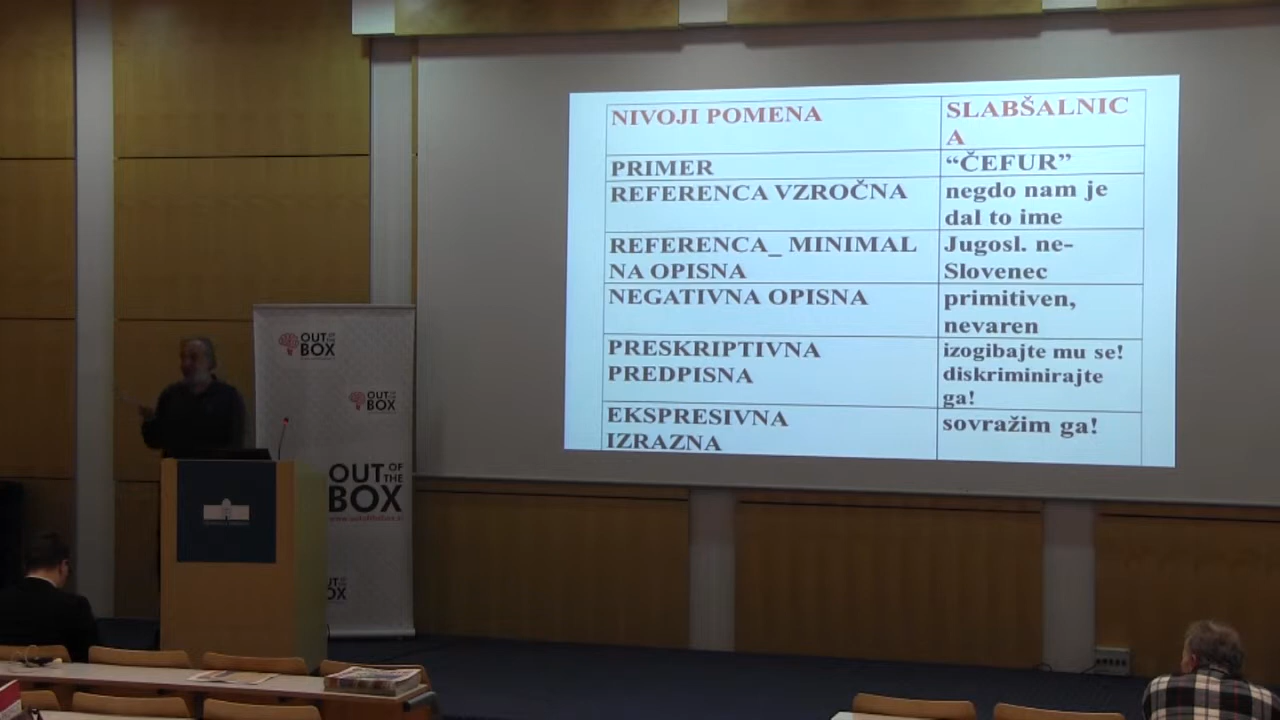 NIVOJI POMENA
SLABŠALNIC
A
PRIMER
“ČEFUR”
REFERENCA VZROČNA
negdo nam je
dal to ime
REFERENCA_ MINIMAL
NA OPISNA
Jugosl. ne-
Slovenec
NEGATIVNA OPISNA
primitiven,
nevaren
PRESKRIPTIVNA
PREDPISNA
izogibajte mu se!
diskriminirajte
ga!
EKSPRESIVNA
IZRAZNA
sovražim ga!
OUT OF THE
BOX
OUT OF THE
BOX
OUT OF THE
BOX